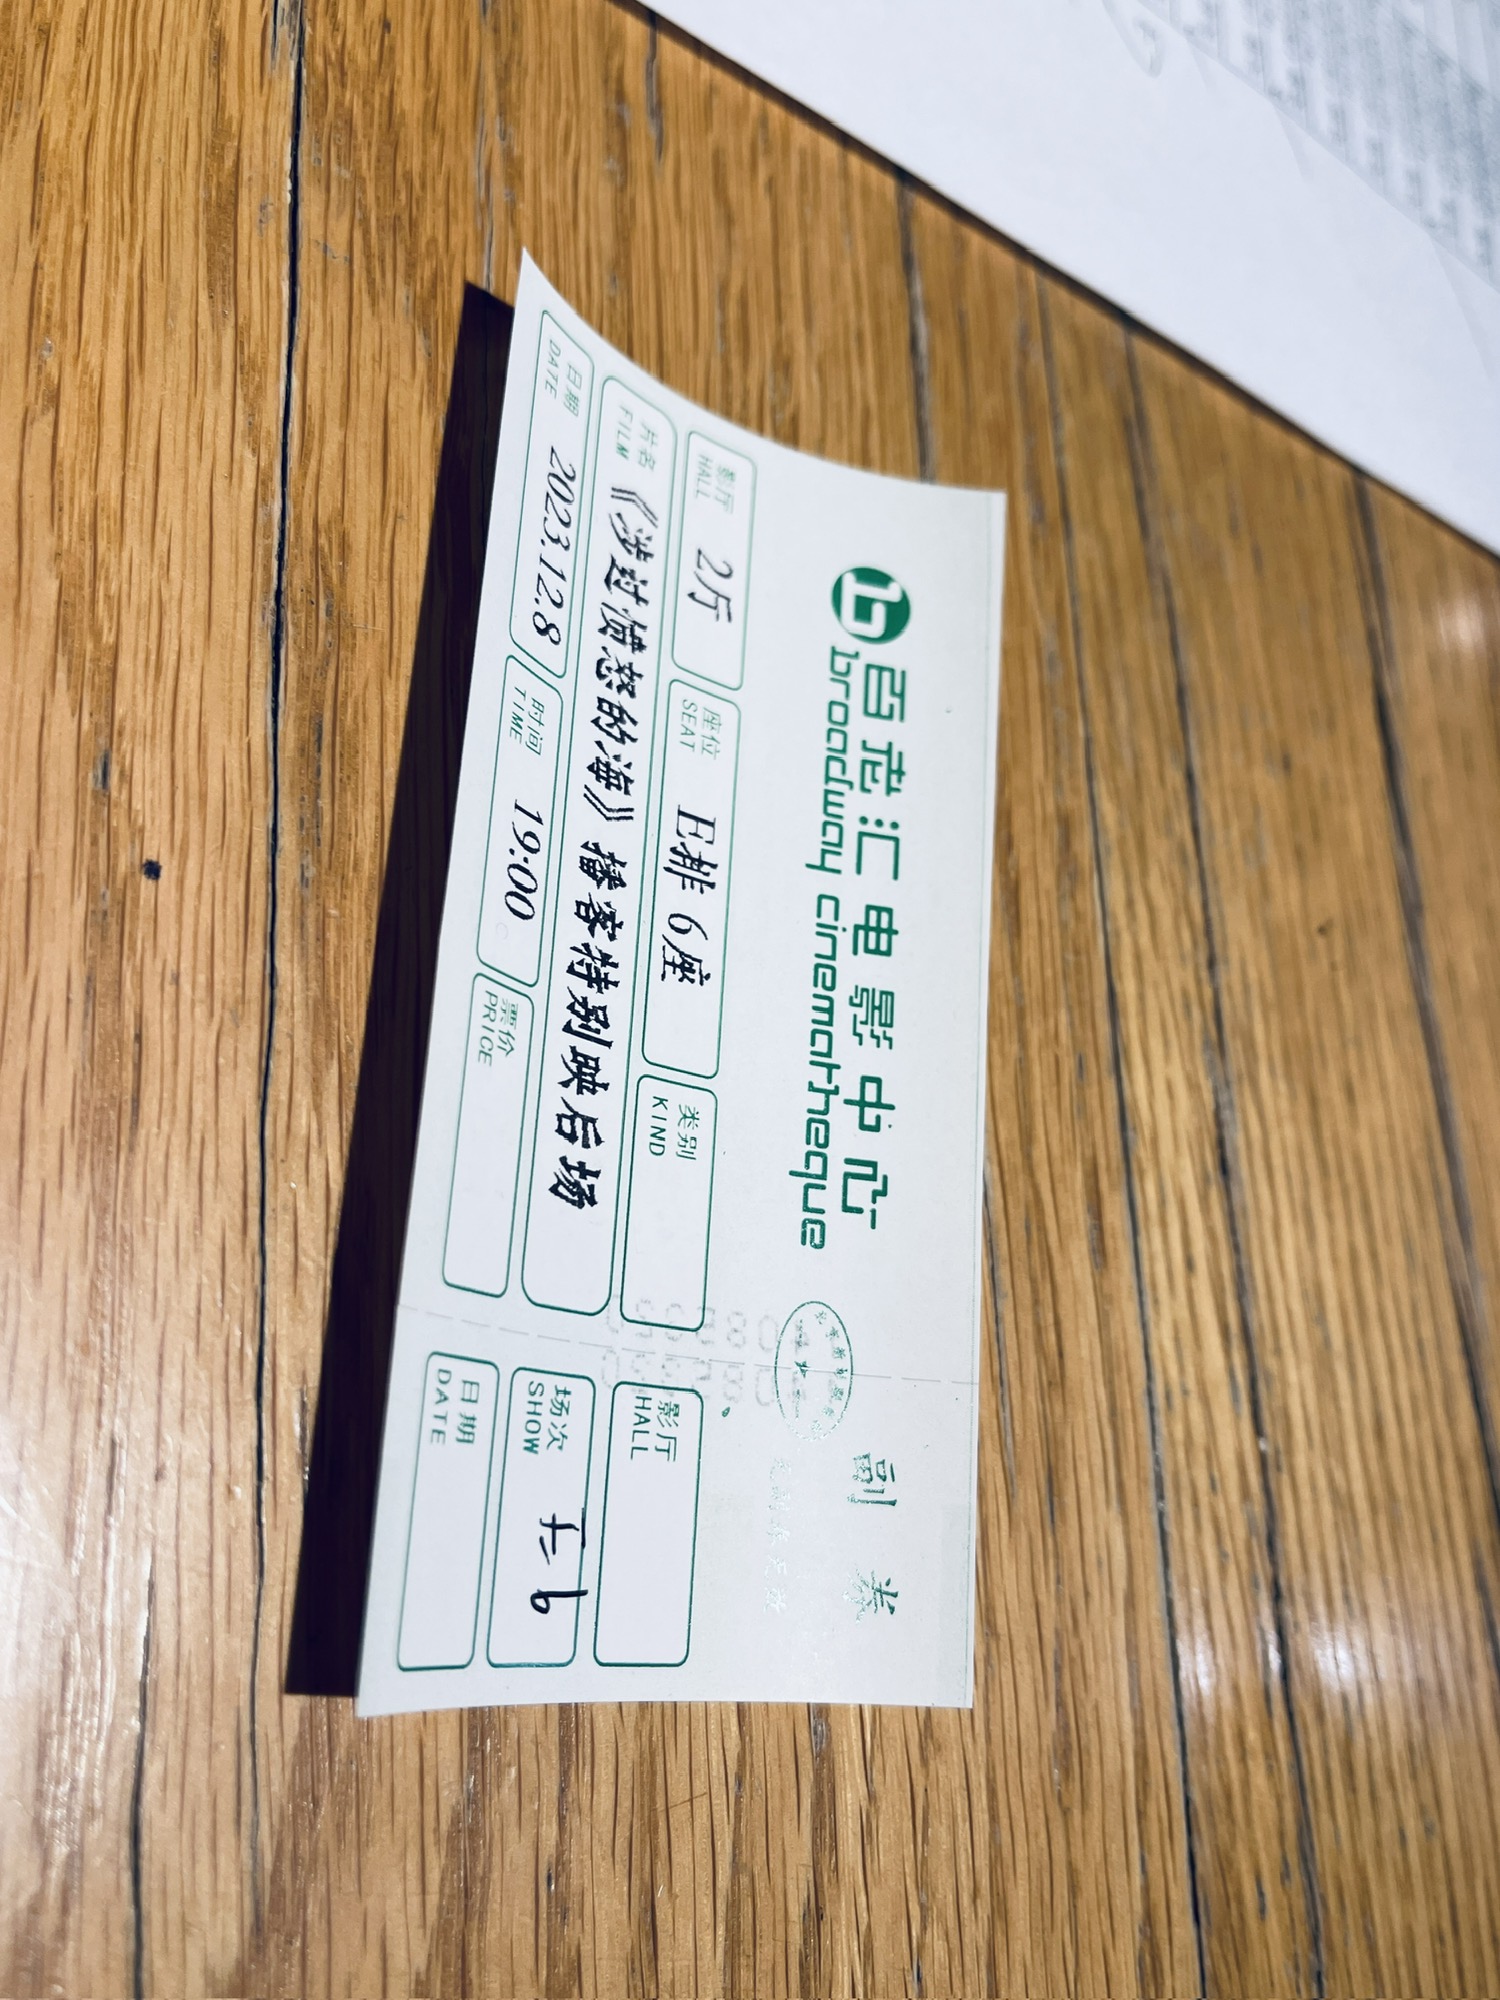 百老汇电影中心
broadway cinematheque
影厅 HALL 2厅
座位 SEAT E排 6座
类别 KIND
片名 FILM 《涉过愤怒的海》播客特别映后场
日期 DATE 2023.12.8
时间 TIME 19:00
票价 PRICE
副 券
影厅 HALL
场次 SHOW E-6
日期 DATE